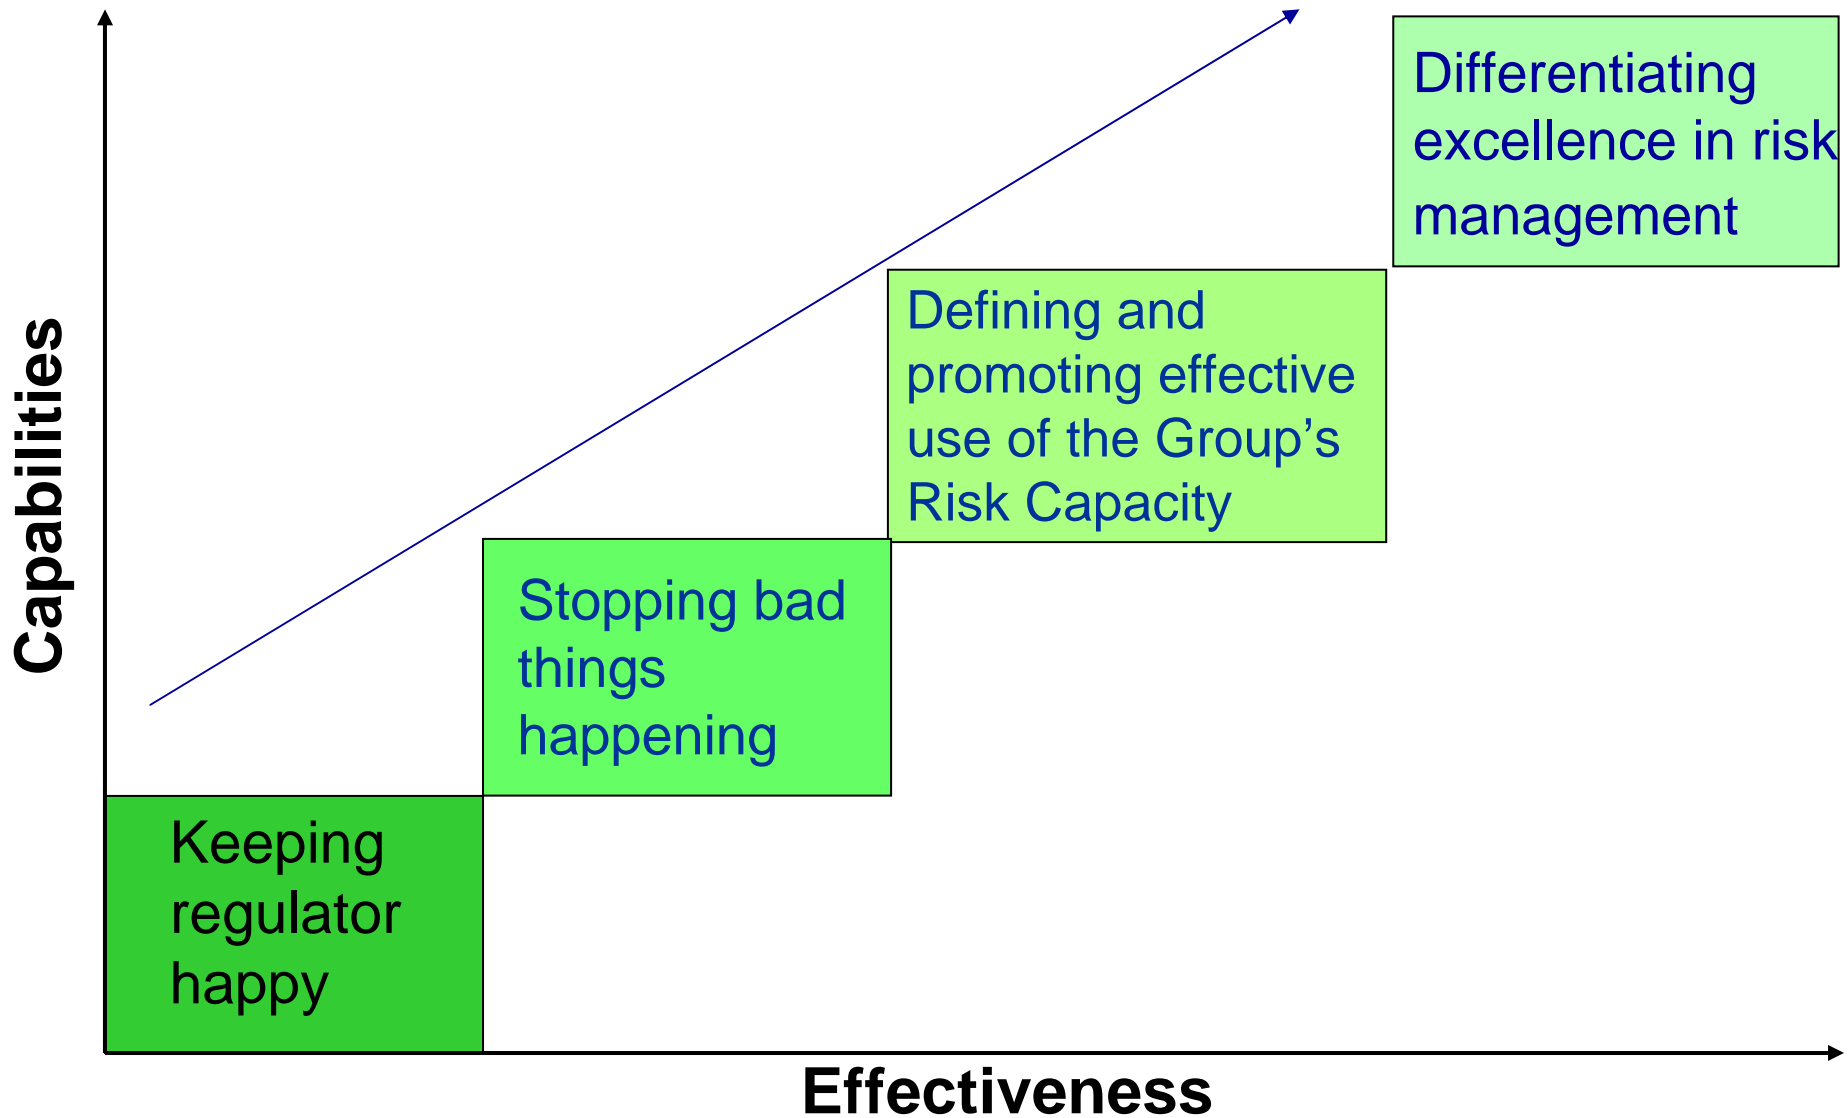 Differentiating
excellence in risk
management
Defining and
promoting effective
use of the Group’s
Risk Capacity
Stopping bad
things
happening
Keeping
regulator
happy
Capabilities
Effectiveness